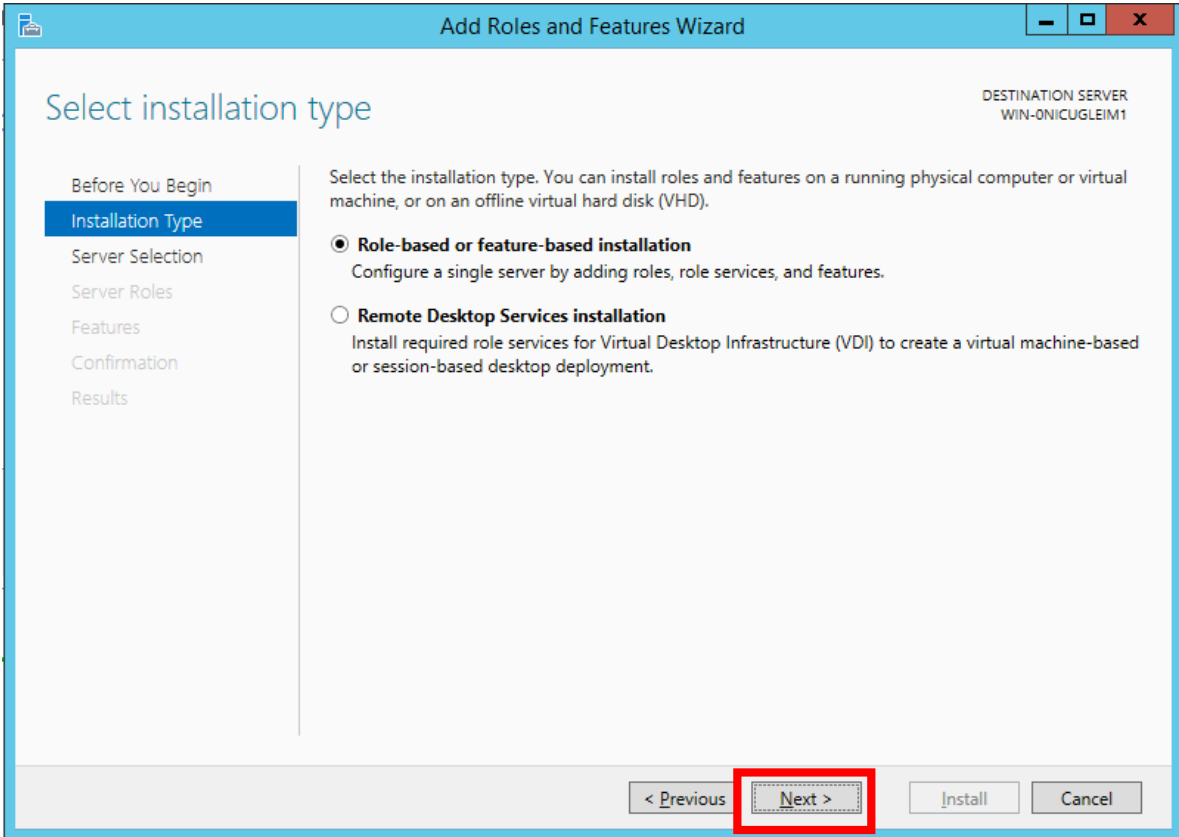 Add Roles and Features Wizard
Select installation type
DESTINATION SERVER
WIN-0NICUGLEIM1
Before You Begin
Installation Type
Server Selection
Server Roles
Features
Confirmation
Results
Select the installation type. You can install roles and features on a running physical computer or virtual
machine, or on an offline virtual hard disk (VHD).
Role-based or feature-based installation
Configure a single server by adding roles, role services, and features.
Remote Desktop Services installation
Install required role services for Virtual Desktop Infrastructure (VDI) to create a virtual machine-based
or session-based desktop deployment.
< Previous Next > Install Cancel